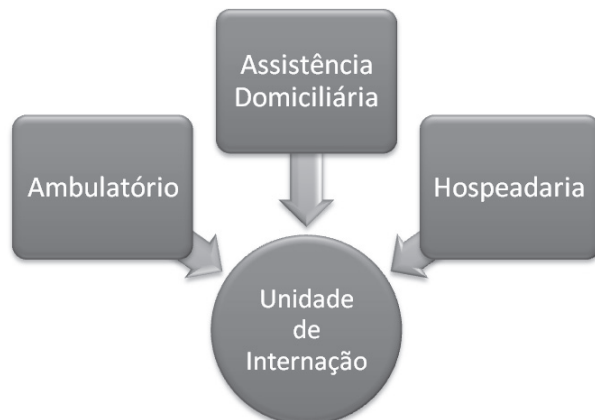 Assistência
Domiciliária
Ambulatório
Hospeadaria
Unidade
de
Internação